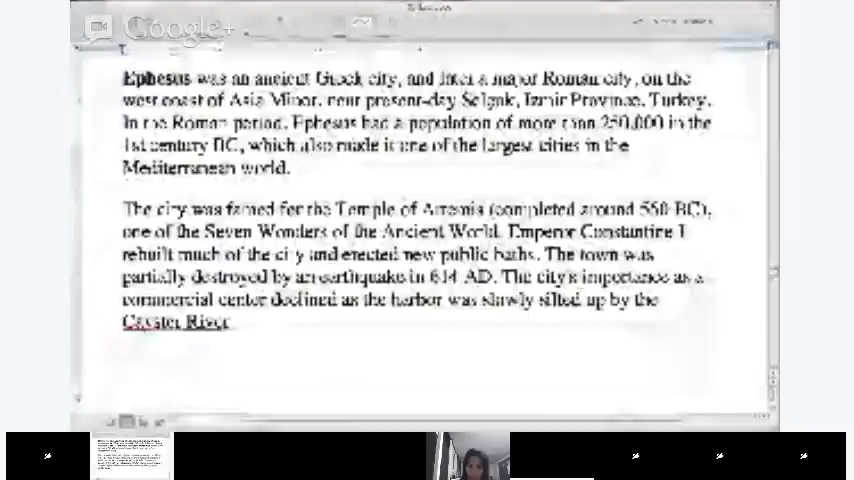 Google+
Ephesus was an ancient Greek city, and later a major Roman city, on the
west coast of Asia Minor, near present-day Selçuk, Izmir Province, Turkey.
In the Roman period, Ephesus had a population of more than 250,000 in the
1st century BC, which also made it one of the largest cities in the
Mediterranean world.
The city was famed for the Temple of Artemis (completed around 550 BC),
one of the Seven Wonders of the Ancient World. Emperor Constantine I
rebuilt much of the city and erected new public baths. The town was
partially destroyed by an earthquake in 614 AD. The city's importance as a
commercial center declined as the harbor was slowly silted up by the
Cayster River